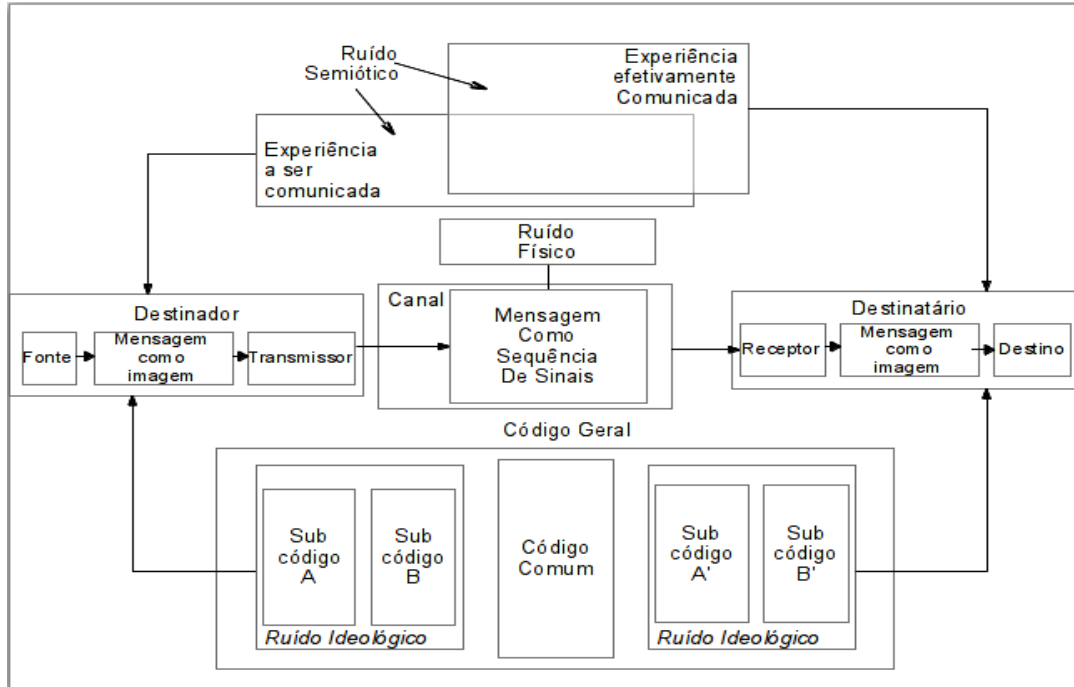 Ruído
Semiótico
Experiência
efetivamente
Comunicada
Experiência
a ser
comunicada
Ruído
Físico
Destinador
Fonte
Mensagem
como
imagem
Transmissor
Canal
Mensagem
Como
Sequência
De Sinais
Destinatário
Receptor
Mensagem
como
imagem
Destino
Código Geral
Sub
código
A
Sub
código
B
Ruído Ideológico
Código
Comum
Sub
código
A'
Sub
código
B'
Ruído Ideológico